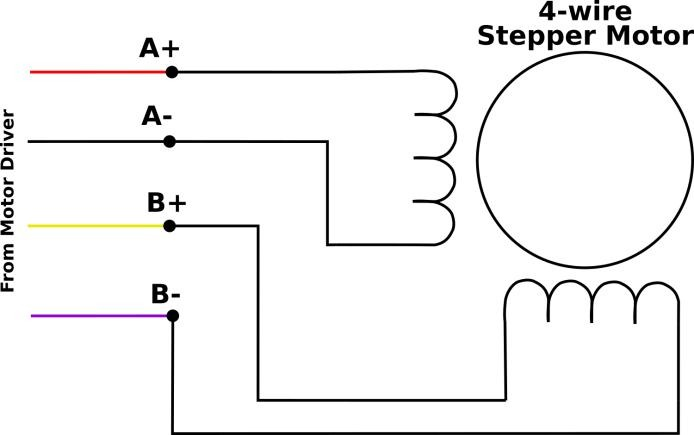 4-wire
Stepper Motor
A+
A-
B+
B-
From Motor Driver